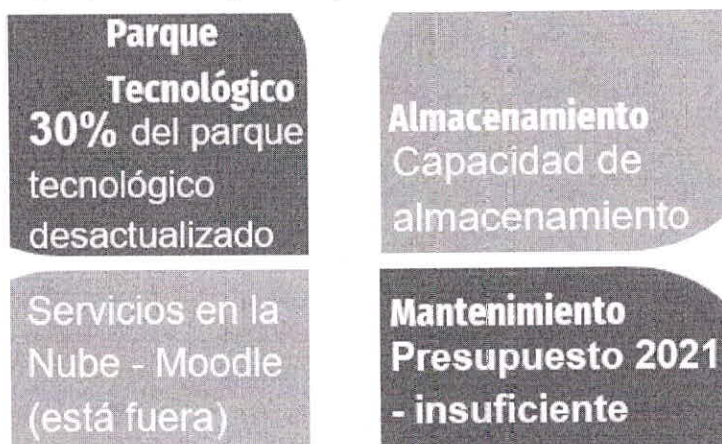 Parque
Tecnológico
30% del parque
tecnológico
desactualizado
Almacenamiento
Capacidad de
almacenamiento
Servicios en la
Nube - Moodle
(está fuera)
Mantenimiento
Presupuesto 2021
- insuficiente